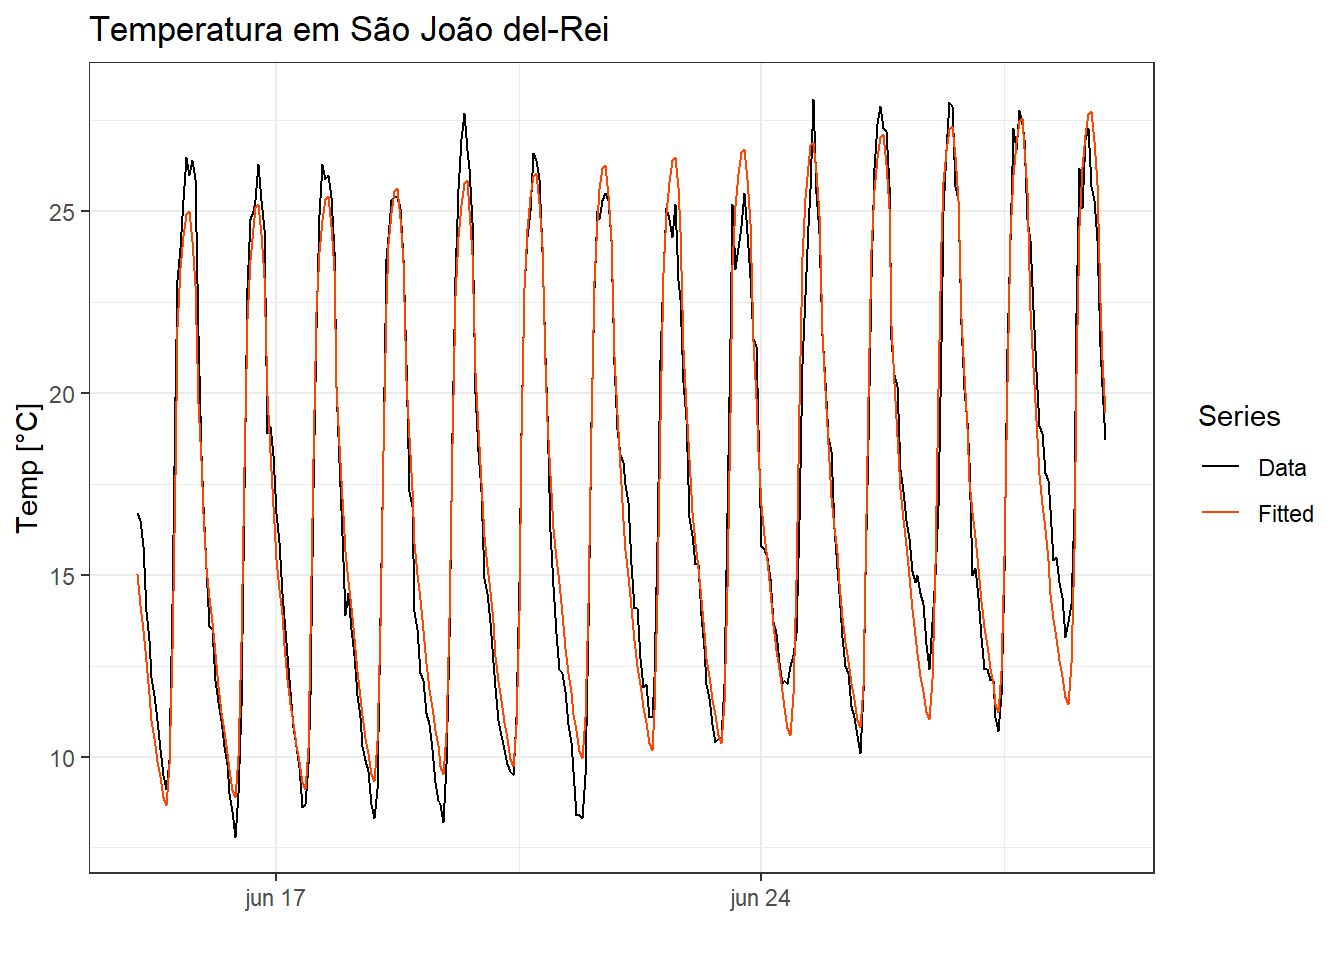 Temperatura em São João del-Rei
Temp [°C]
25
20
15
10
jun 17
jun 24
Series
Data
Fitted